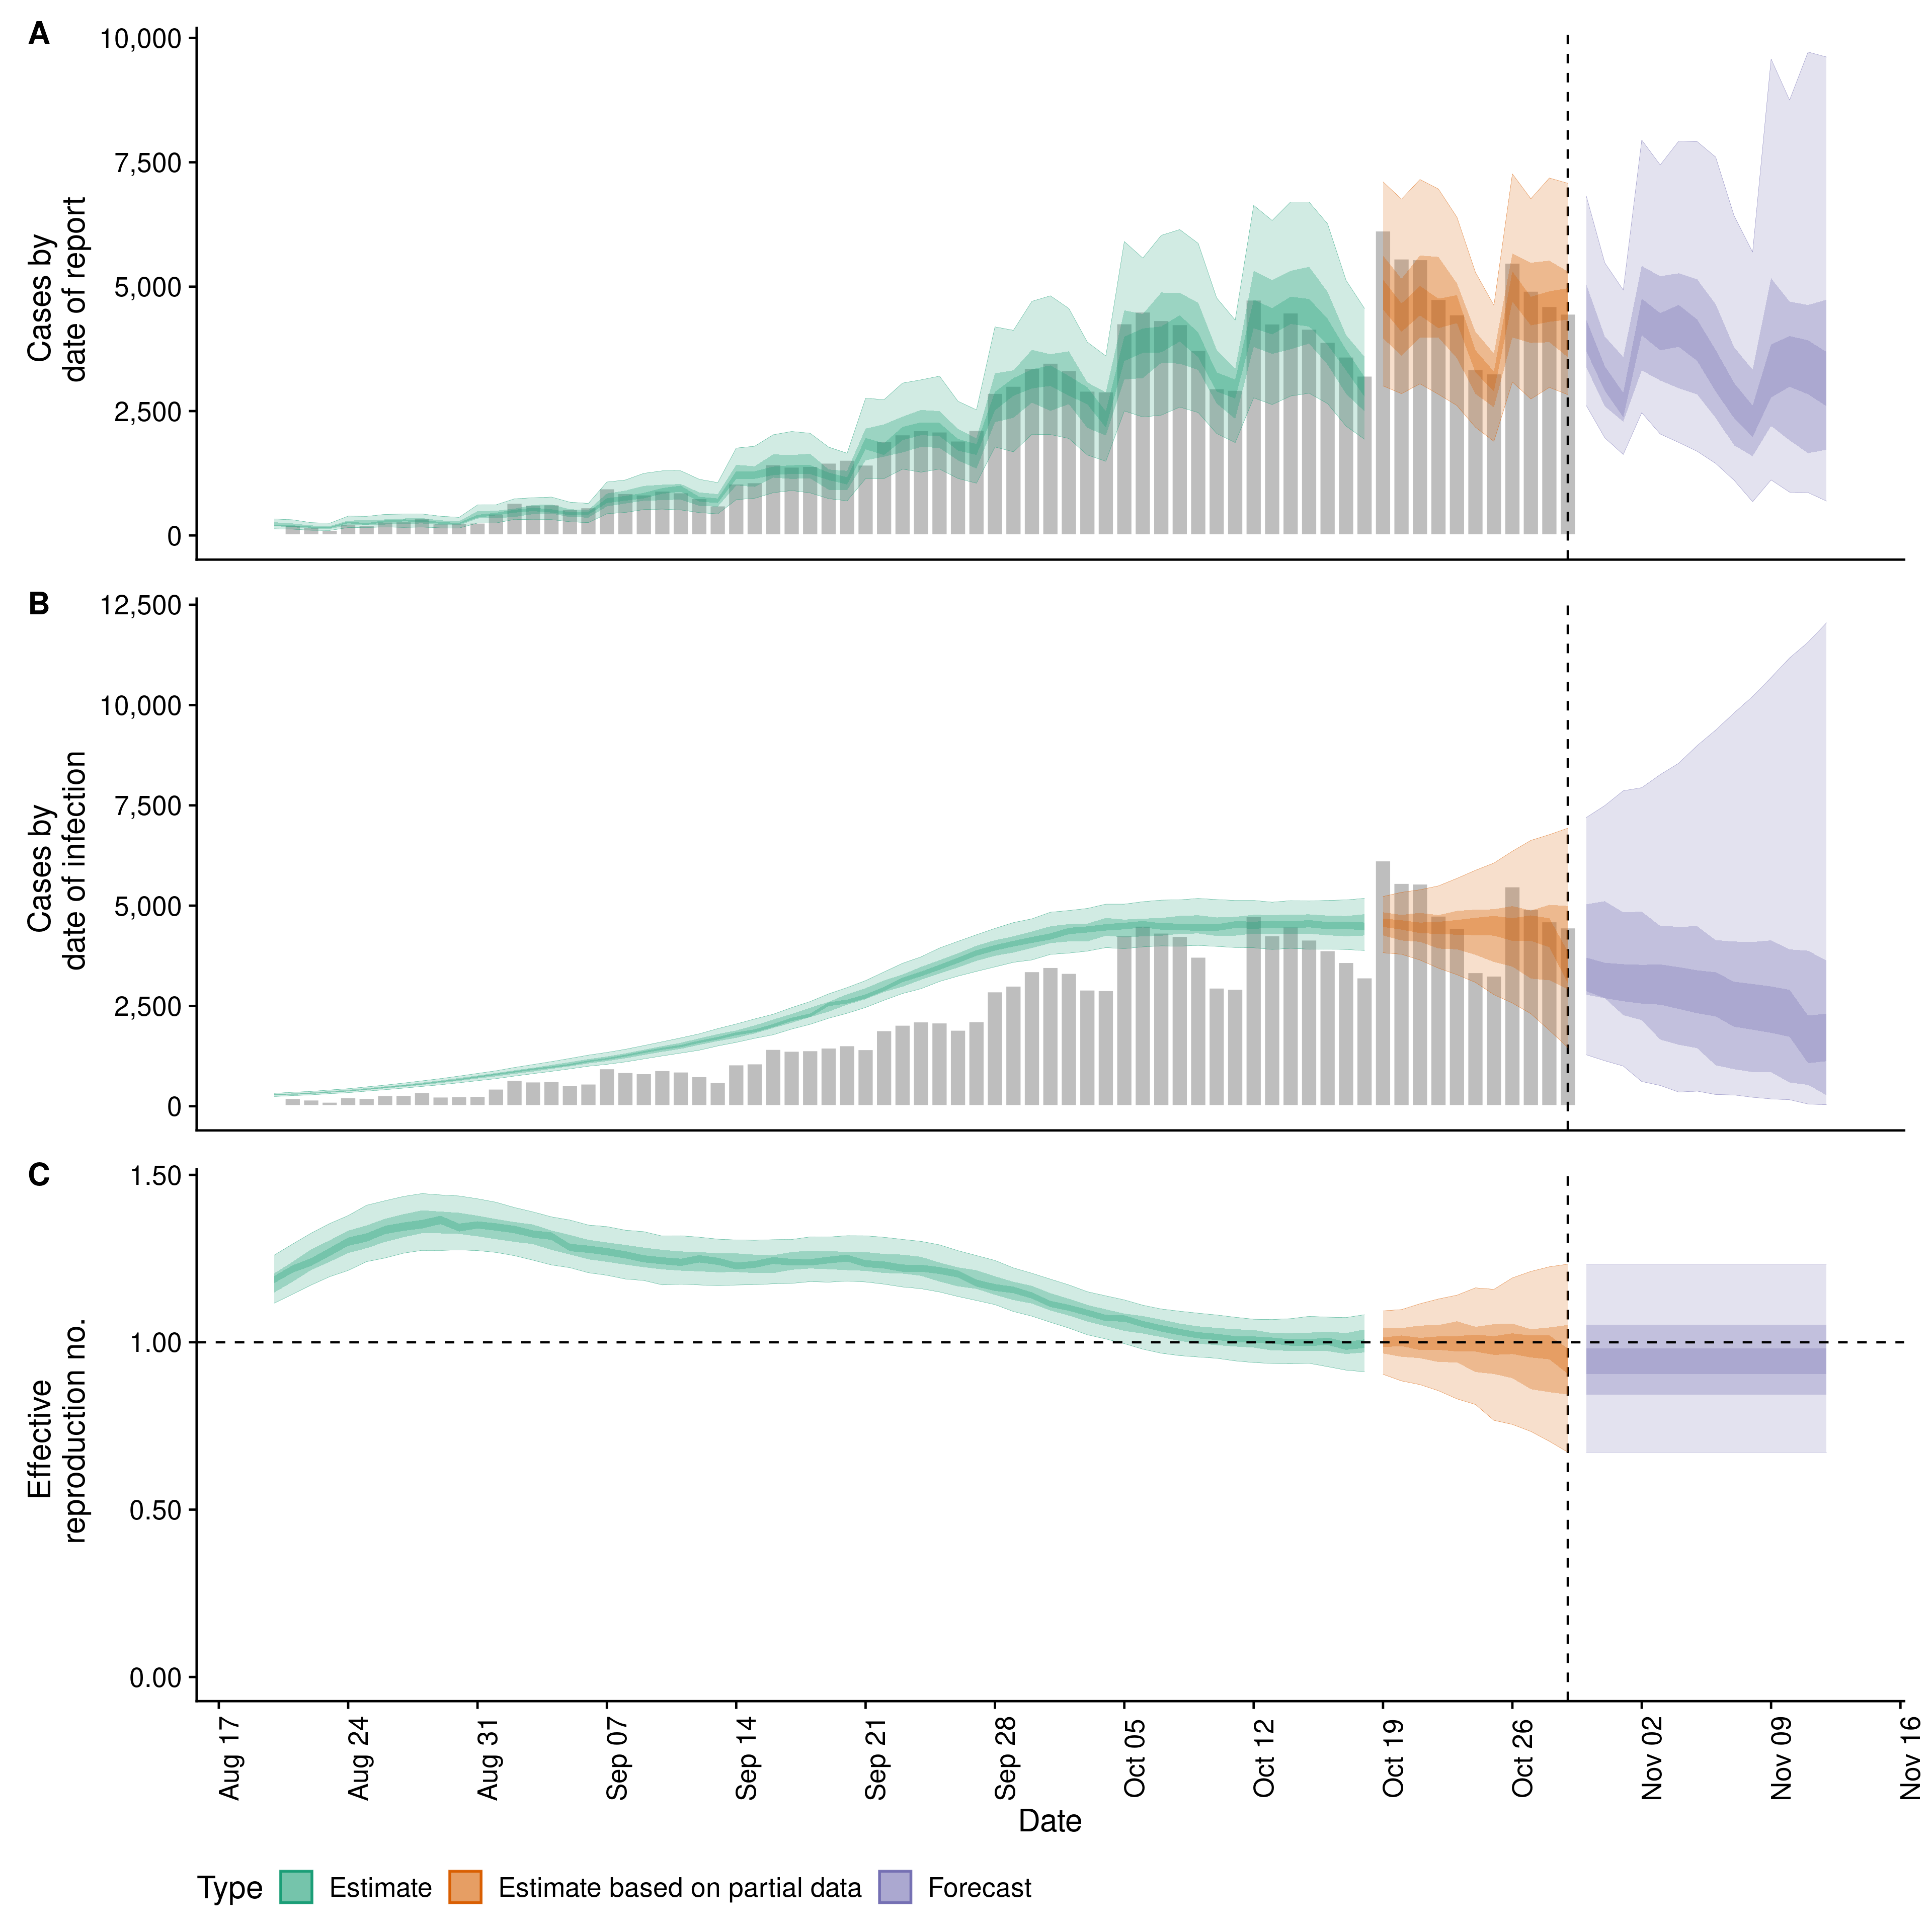 A
10,000
7,500
5,000
2,500
0
Cases by
date of report
B
12,500
10,000
7,500
5,000
2,500
0
Cases by
date of infection
C
1.50
1.00
0.50
0.00
Effective
reproduction no.
Aug 17
Aug 24
Aug 31
Sep 07
Sep 14
Sep 21
Sep 28
Oct 05
Oct 12
Oct 19
Oct 26
Nov 02
Nov 09
Nov 16
Date
Type Estimate Estimate based on partial data Forecast